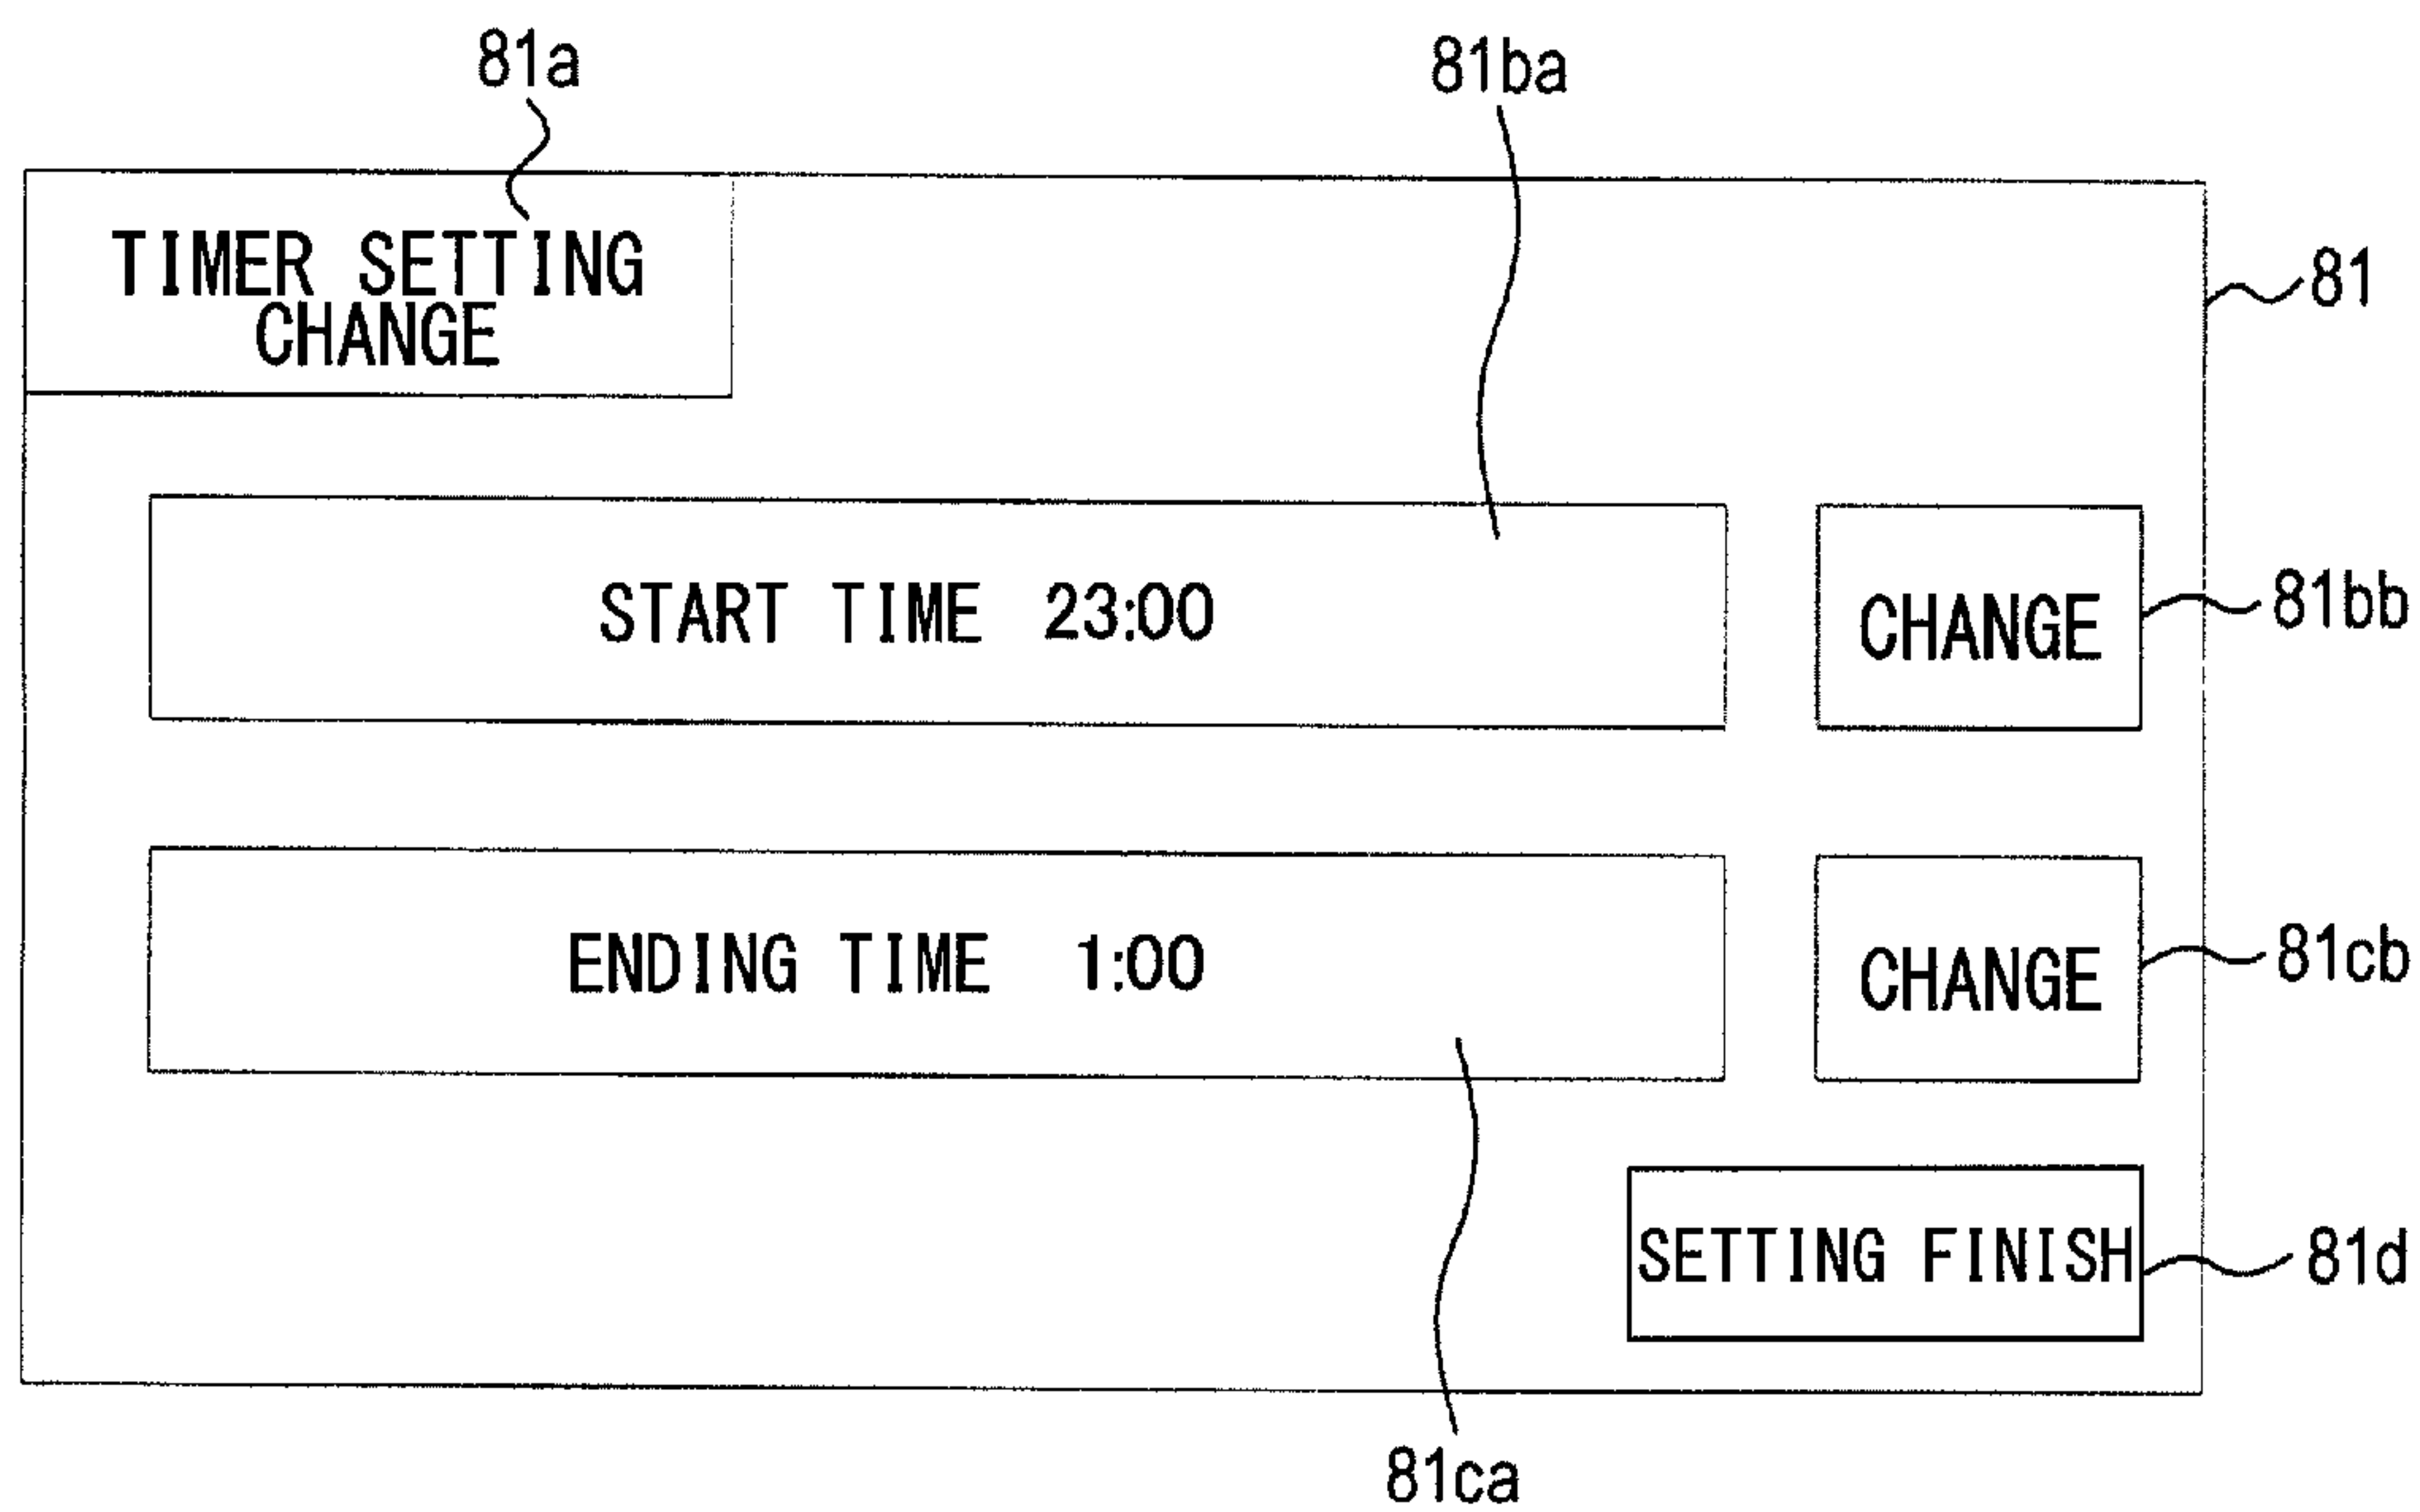 81a
81ba
TIMER SETTING
CHANGE
81
START TIME 23:00
CHANGE
81bb
ENDING TIME 1:00
CHANGE
81cb
SETTING FINISH
81d
81ca